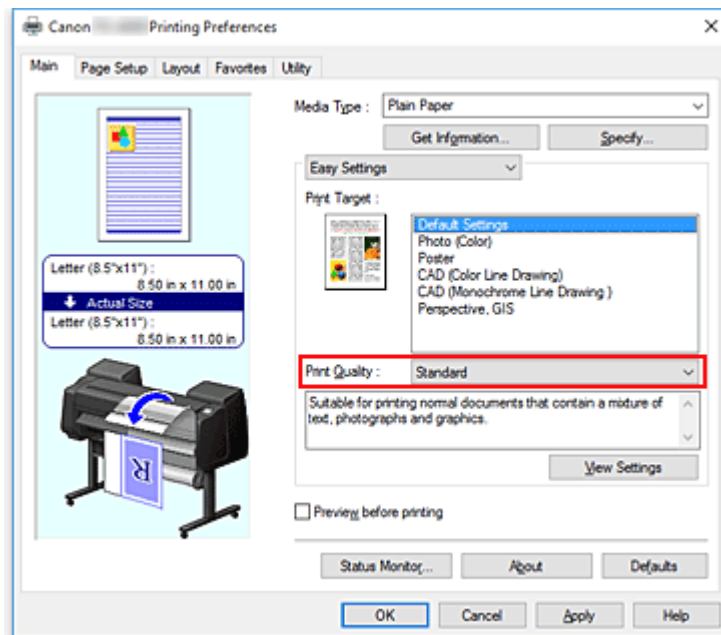 Canon Printing Preferences
Main Page Setup Layout Favorites Utility
Media Type : Plain Paper
Get Information... Specify...
Easy Settings
Print Target :
Default Settings
Photo (Color)
Poster
CAD (Color Line Drawing)
CAD (Monochrome Line Drawing )
Perspective, GIS
Letter (8.5"x11") :
8.50 in x 11.00 in
Actual Size
Letter (8.5"x11") :
8.50 in x 11.00 in
R
Print Quality : Standard
Suitable for printing normal documents that contain a mixture of
text, photographs and graphics.
View Settings
Preview before printing
Status Monitor... About Defaults
OK Cancel Apply Help